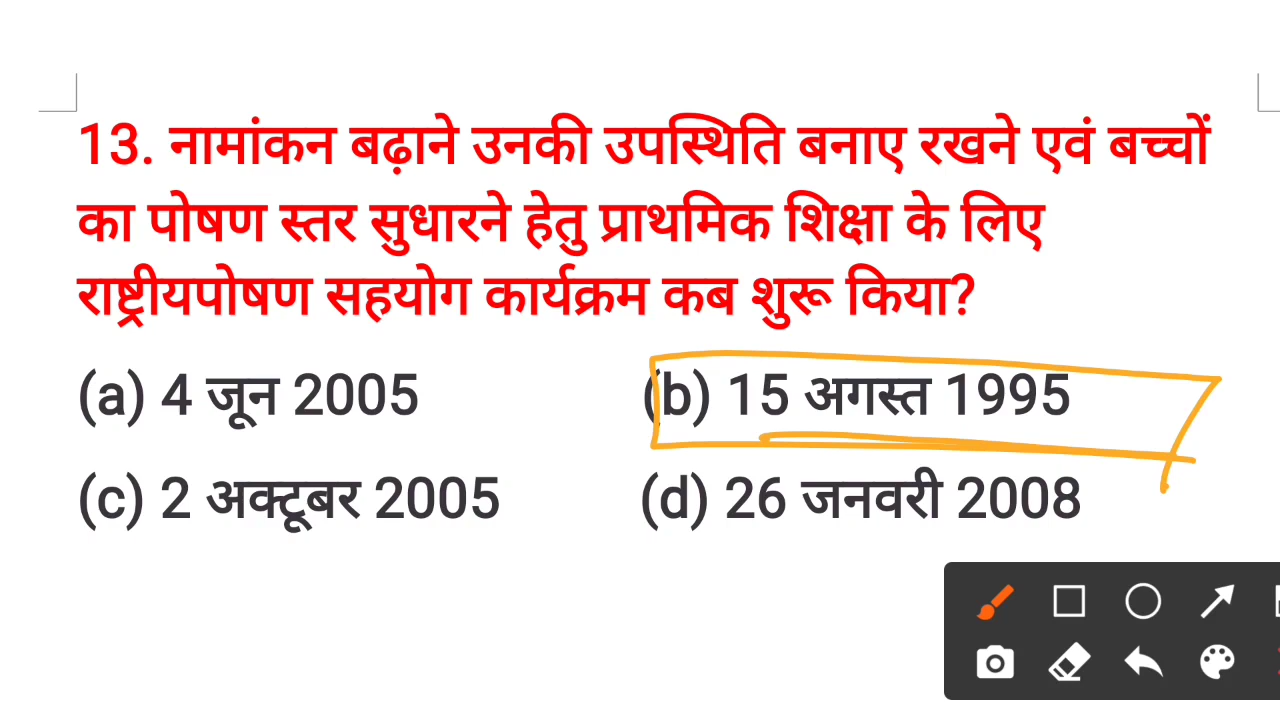 13. नामांकन बढ़ाने उनकी उपस्थिति बनाए रखने एवं बच्चों
का पोषण स्तर सुधारने हेतु प्राथमिक शिक्षा के लिए
राष्ट्रीयपोषण सहयोग कार्यक्रम कब शुरू किया?
(a) 4 जून 2005 (b) 15 अगस्त 1995
(c) 2 अक्टूबर 2005 (d) 26 जनवरी 2008